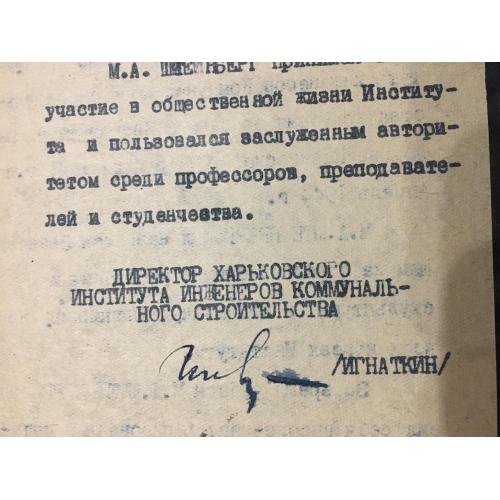 М.А. ШТЕЙНБЕРГ принимал
участие в общественной жизни Институ-
та и пользовался заслуженным автори-
тетом среди профессоров, преподавате-
лей и студенчества.
ДИРЕКТОР ХАРЬКОВСКОГО
ИНСТИТУТА ИНЖЕНЕРОВ КОММУНАЛЬ-
НОГО СТРОИТЕЛЬСТВА
/ИГНАТКИН/